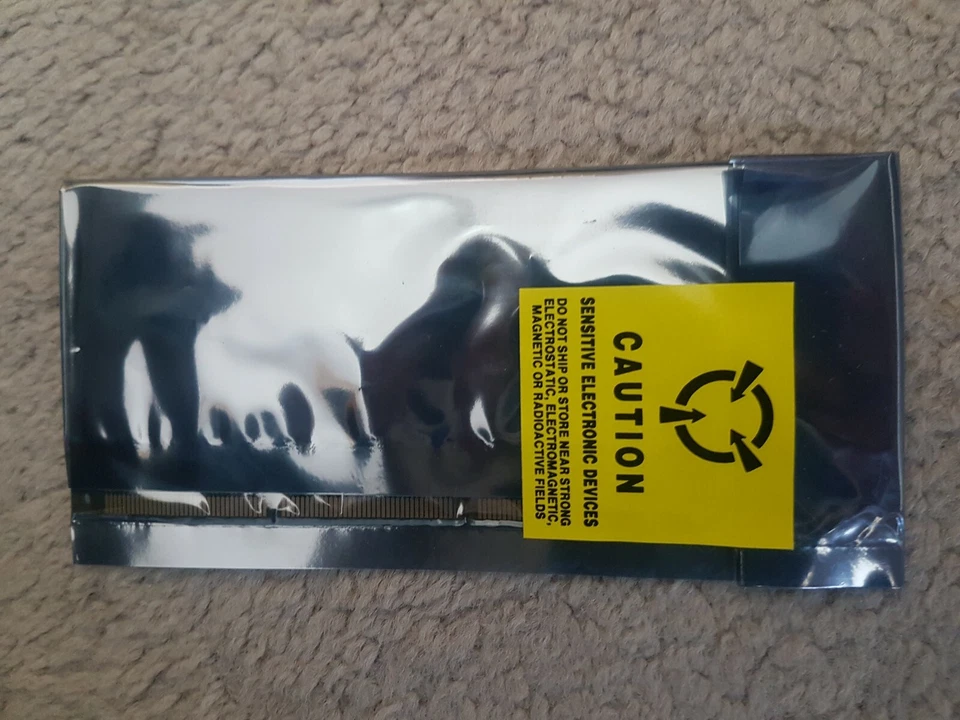 CAUTION
SENSITIVE ELECTRONIC DEVICES
DO NOT SHIP OR STORE NEAR STRONG
ELECTROSTATIC, ELECTROMAGNETIC,
MAGNETIC OR RADIOACTIVE FIELDS